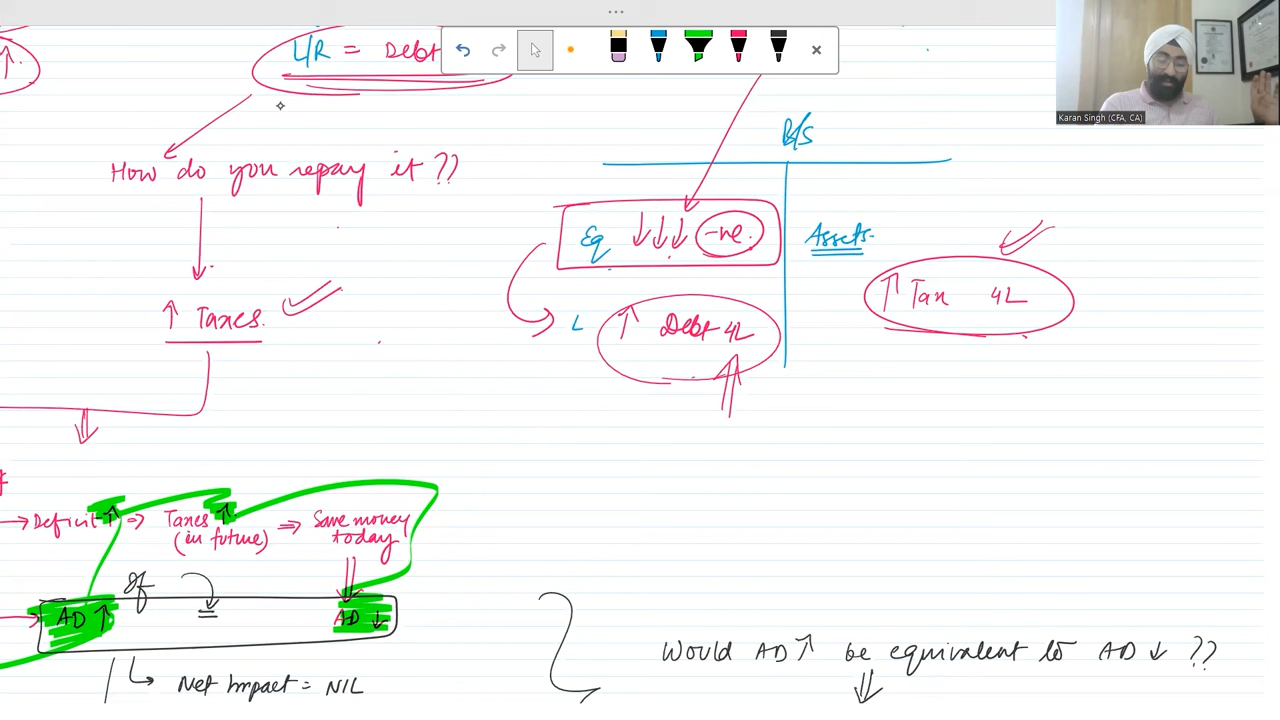 ↑.
L/R = Debt
Karan Singh (CFA, CA)
B/S
How do you repay it ??
Eq ↓↓↓ -ve.
Assets.
↑ Tax 4L
↑ Taxes.
L ↑ Debt 4L
→ Deficit ↑ ⇒ Taxes ↑ ⇒ Save money
(in future) today
If
AD ↑ = AD ↓
Would AD ↑ be equivalent to AD ↓ ??
Net Impact = NIL